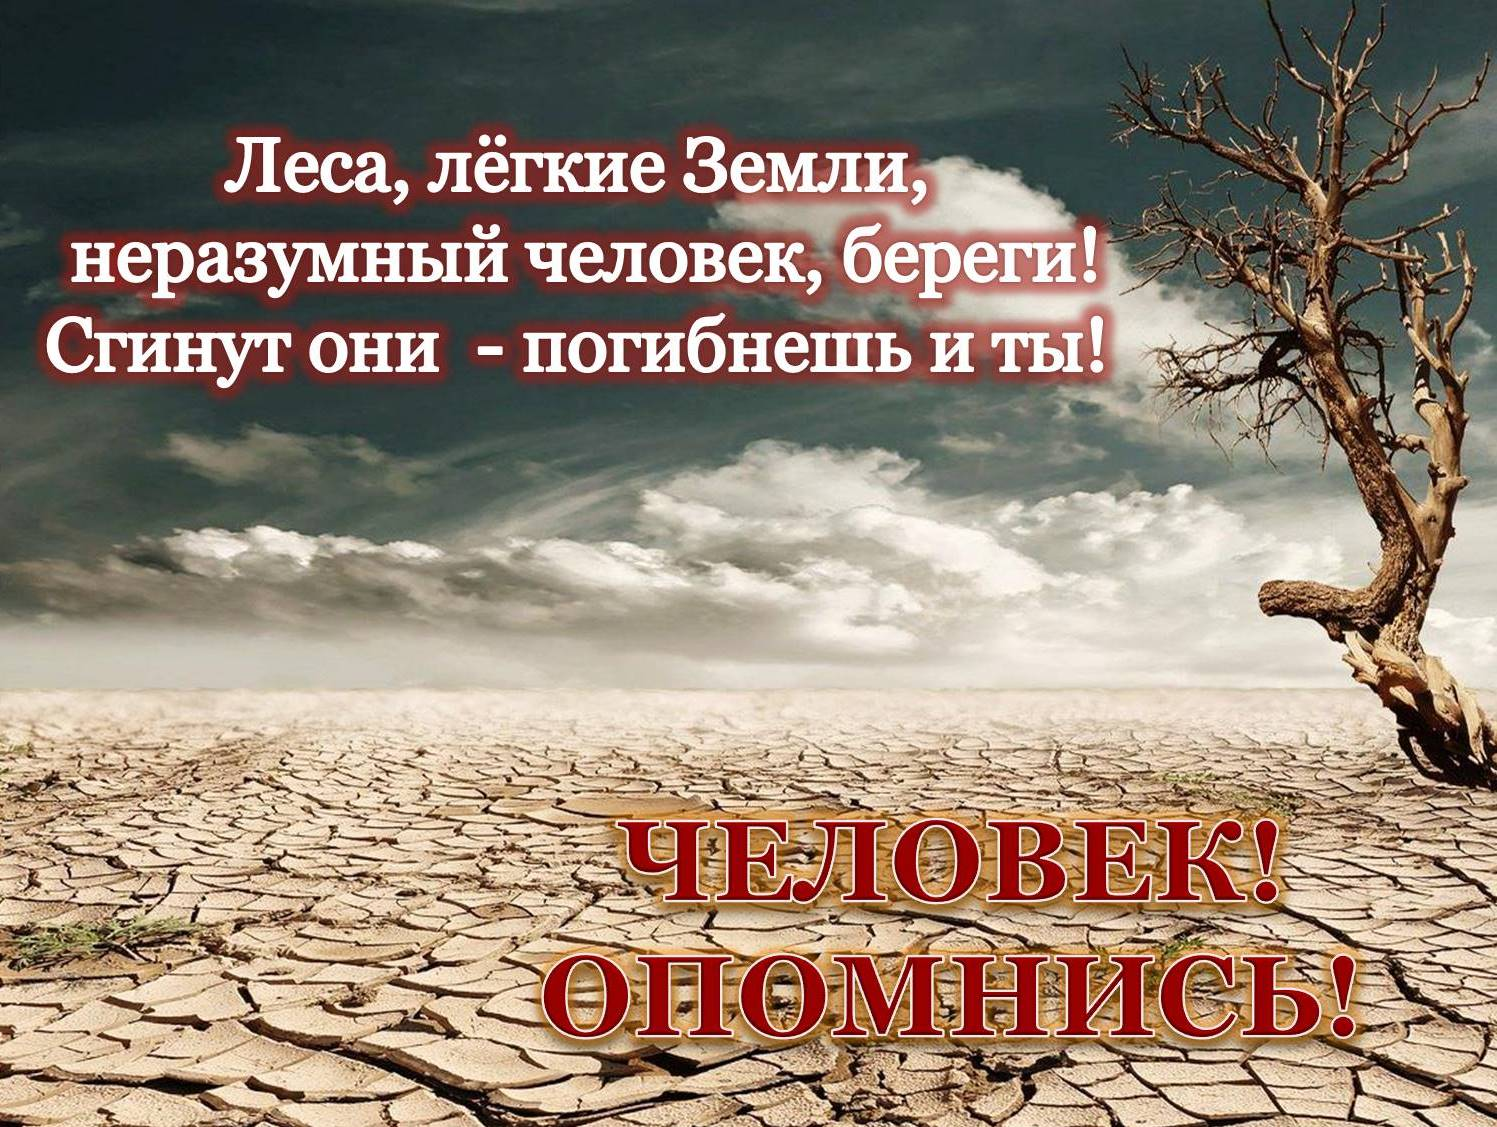 Леса, лёгкие Земли,
неразумный человек, береги!
Сгинут они - погибнешь и ты!
ЧЕЛОВЕК!
ОПОМНИСЬ!